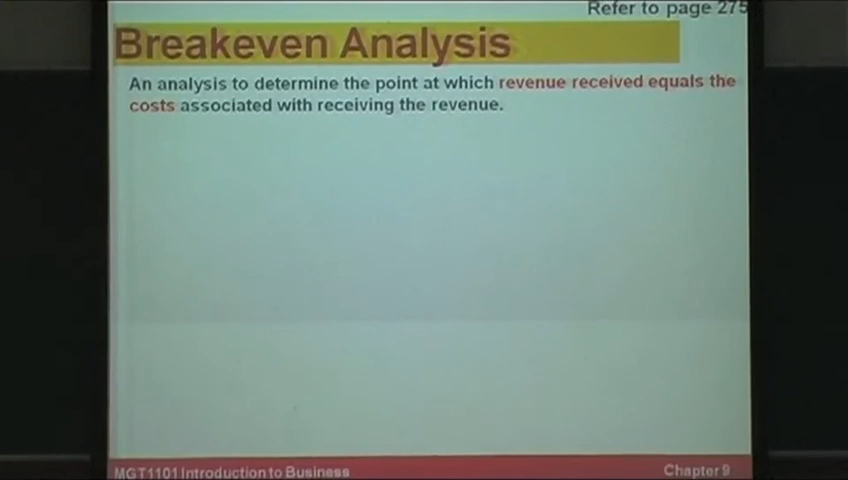 Refer to page 275
Breakeven Analysis
An analysis to determine the point at which revenue received equals the
costs associated with receiving the revenue.
MGT1101 Introduction to Business
Chapter 9